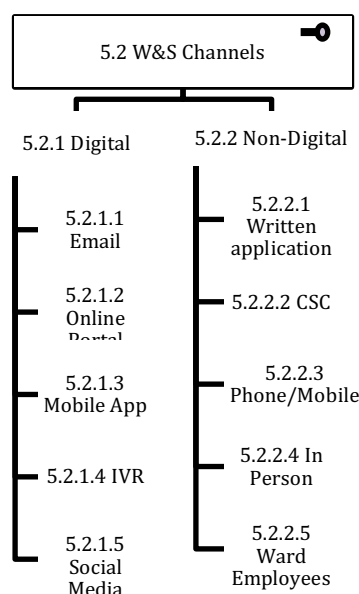 5.2 W&S Channels
5.2.1 Digital
5.2.1.1
Email
5.2.1.2
Online
Portal
5.2.1.3
Mobile App
5.2.1.4 IVR
5.2.1.5
Social
Media
5.2.2 Non-Digital
5.2.2.1
Written
application
5.2.2.2 CSC
5.2.2.3
Phone/Mobile
5.2.2.4 In
Person
5.2.2.5
Ward
Employees